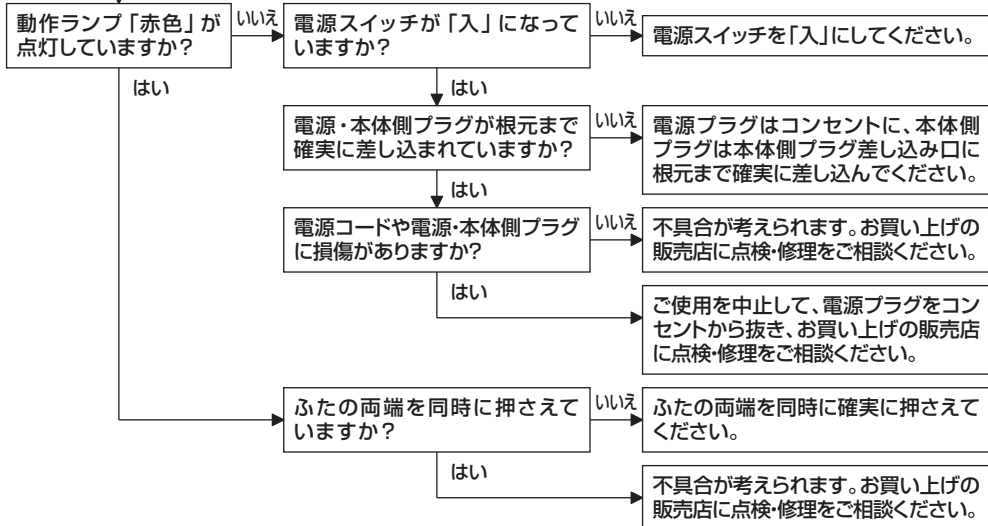 動作ランプ「赤色」が
点灯していますか？
いいえ
電源スイッチが「入」になって
いますか？
いいえ
電源スイッチを「入」にしてください。
はい
はい
電源・本体側プラグが根元まで
確実に差し込まれていますか？
いいえ
電源プラグはコンセントに、本体側
プラグは本体側プラグ差し込み口に
根元まで確実に差し込んでください。
はい
電源コードや電源・本体側プラグ
に損傷がありますか？
いいえ
不具合が考えられます。お買い上げの
販売店に点検・修理をご相談ください。
はい
ご使用を中止して、電源プラグをコン
セントから抜き、お買い上げの販売店
に点検・修理をご相談ください。
ふたの両端を同時に押さえて
いますか？
いいえ
ふたの両端を同時に確実に押さえて
ください。
はい
不具合が考えられます。お買い上げの
販売店に点検・修理をご相談ください。